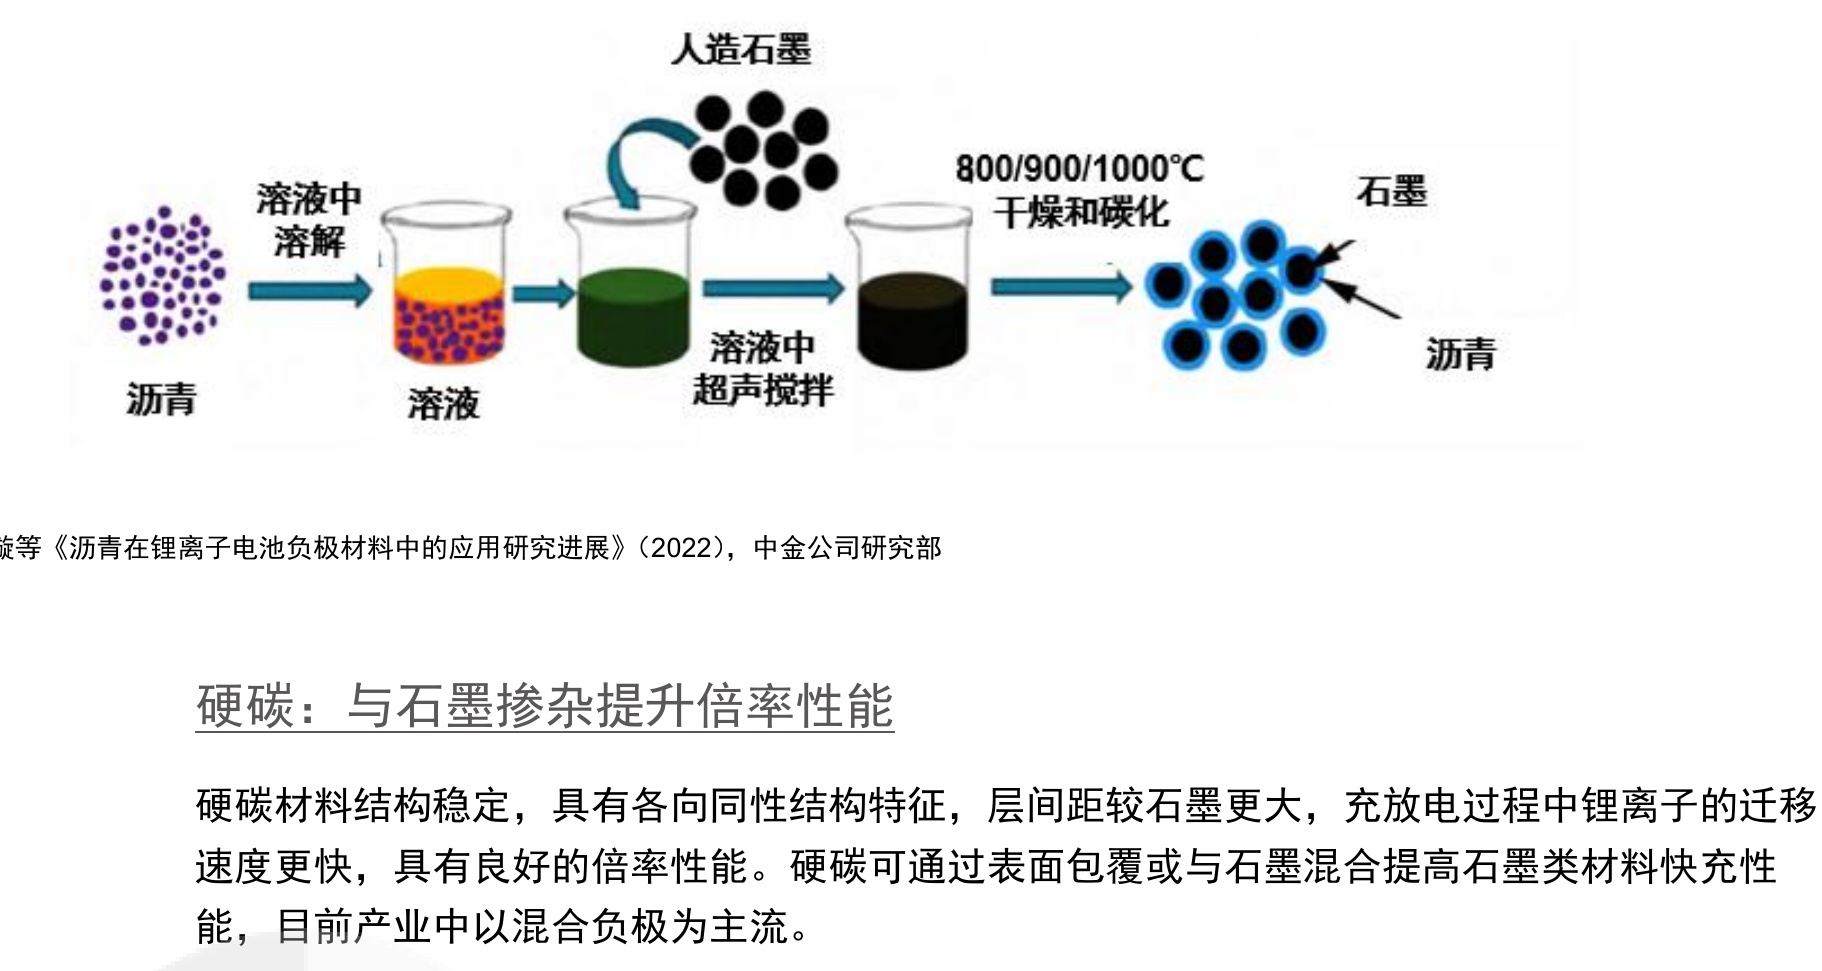 人造石墨
800/900/1000℃
干燥和碳化
石墨
溶液中
溶解
沥青
溶液
溶液中
超声搅拌
沥青
等《沥青在锂离子电池负极材料中的应用研究进展》(2022)，中金公司研究部
硬碳：与石墨掺杂提升倍率性能
硬碳材料结构稳定，具有各向同性结构特征，层间距较石墨更大，充放电过程中锂离子的迁移
速度更快，具有良好的倍率性能。硬碳可通过表面包覆或与石墨混合提高石墨类材料快充性
能，目前产业中以混合负极为主流。